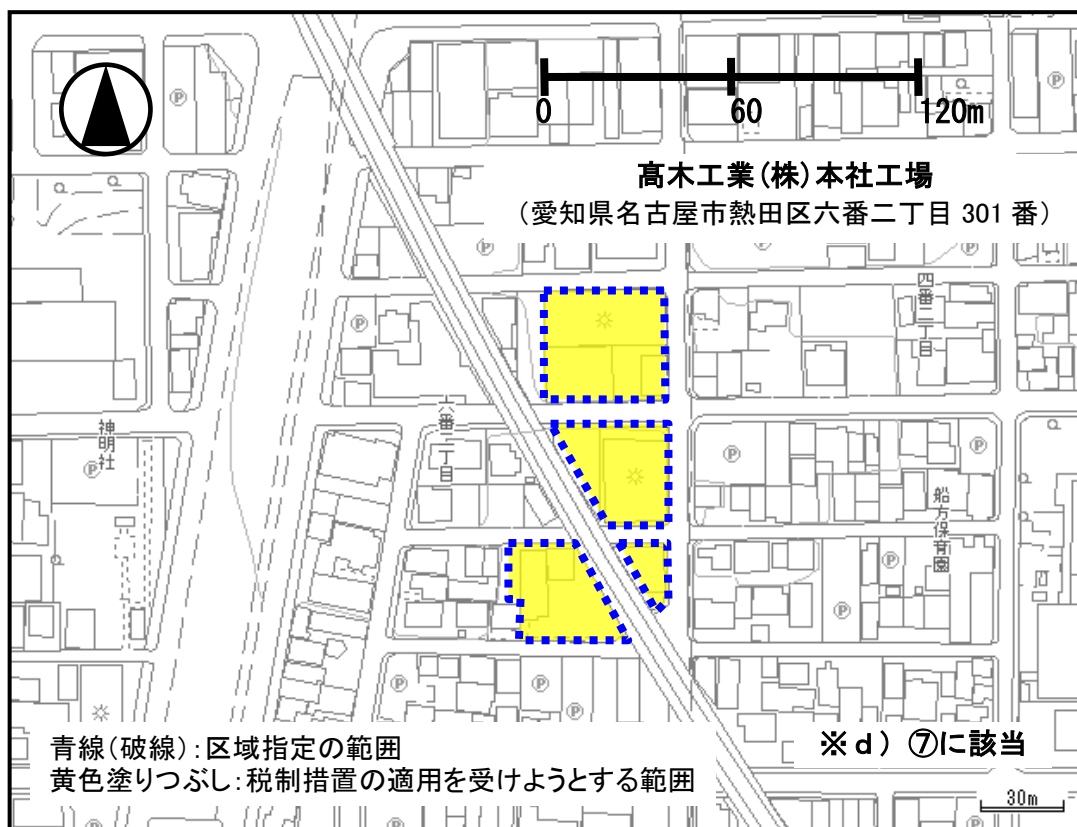 0 60 120m
髙木工業(株)本社工場
(愛知県名古屋市熱田区六番二丁目 301 番)
四番二丁目
六番二丁目
神明社
船方保育園
青線(破線):区域指定の範囲
黄色塗りつぶし:税制措置の適用を受けようとする範囲
※d) ⑦に該当
30m
Ⓟ
Ⓟ
Ⓟ
Ⓟ
Ⓟ
Ⓟ
Ⓟ
Ⓟ
Ⓟ
Ⓟ
Ⓟ
Ⓟ
Ⓟ
Ⓟ